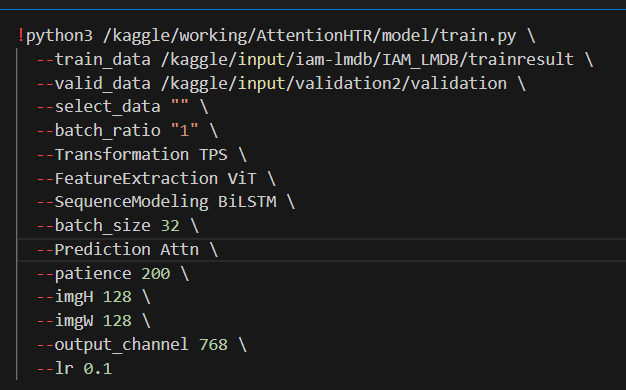 !python3 /kaggle/working/AttentionHTR/model/train.py \
--train_data /kaggle/input/iam-lmdb/IAM_LMDB/trainresult \
--valid_data /kaggle/input/validation2/validation \
--select_data "" \
--batch_ratio "1" \
--Transformation TPS \
--FeatureExtraction ViT \
--SequenceModeling BiLSTM \
--batch_size 32 \
--Prediction Attn \
--patience 200 \
--imgH 128 \
--imgW 128 \
--output_channel 768 \
--lr 0.1